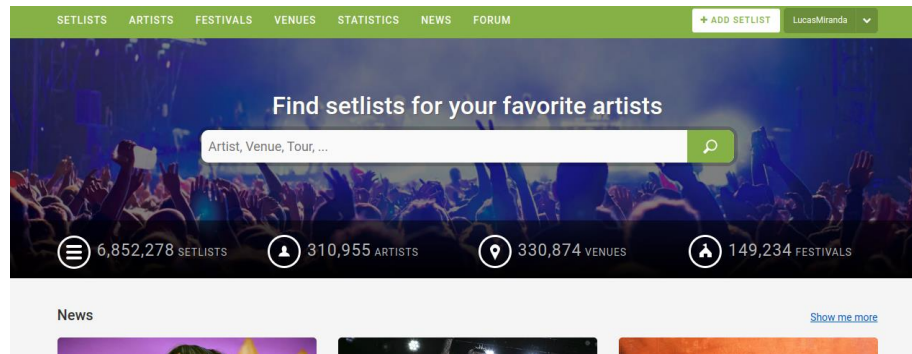 SETLISTS ARTISTS FESTIVALS VENUES STATISTICS NEWS FORUM + ADD SETLIST LucasMiranda
Find setlists for your favorite artists
Artist, Venue, Tour, ...
6,852,278 SETLISTS 310,955 ARTISTS 330,874 VENUES 149,234 FESTIVALS
News Show me more